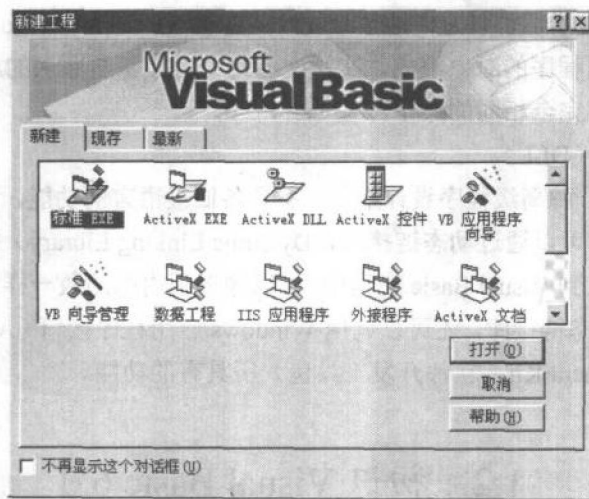 新建工程
Microsoft
Visual Basic
新建 现存 最新
标准 EXE ActiveX EXE ActiveX DLL ActiveX 控件 VB 应用程序
向导
VB 向导管理 数据工程 IIS 应用程序 外接程序 ActiveX 文档
打开(O)
取消
帮助(H)
不再显示这个对话框(U)